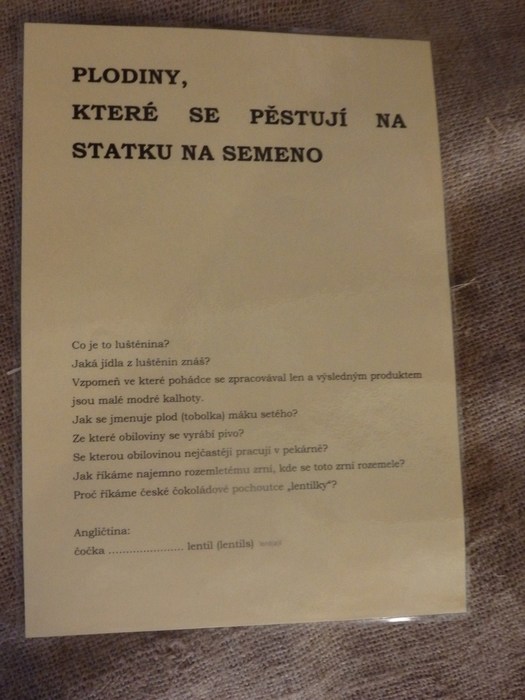 PLODINY,
KTERÉ SE PĚSTUJÍ NA
STATKU NA SEMENO
Co je to luštěnina?
Jaká jídla z luštěnin znáš?
Vzpomeň ve které pohádce se zpracovával len a výsledným produktem
jsou malé modré kalhoty.
Jak se jmenuje plod (tobolka) máku setého?
Ze které obiloviny se vyrábí pivo?
Se kterou obilovinou nejčastěji pracují v pekárně?
Jak říkáme najemno rozemletému zrní, kde se toto zrní rozemele?
Proč říkáme české čokoládové pochoutce „lentilky"?
Angličtina:
čočka ........................ lentil (lentils)